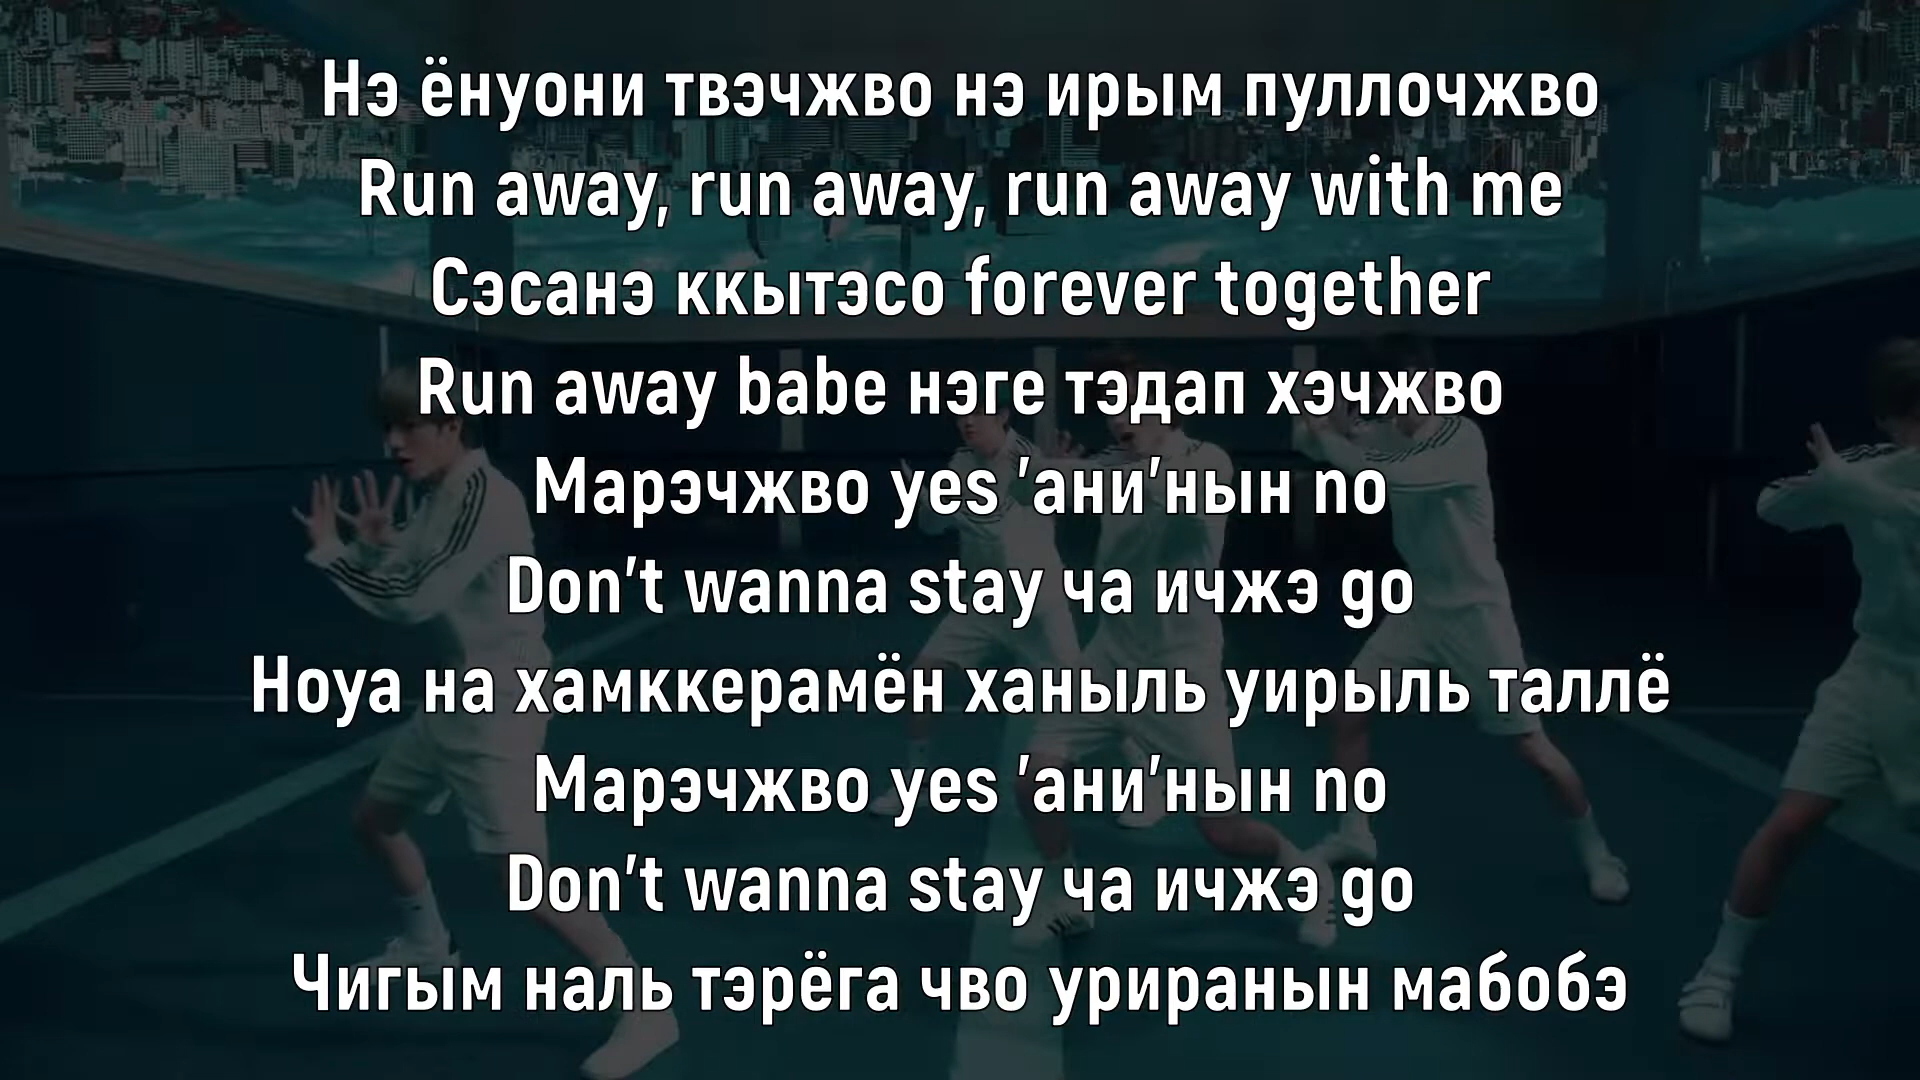 Нэ ёнуони твэчжво нэ ирым пуллочжво
Run away, run away, run away with me
Сэсанэ ккытэсо forever together
Run away babe нэге тэдап хэчжво
Марэчжво yes ’ани’нын no
Don’t wanna stay ча ичжэ go
Ноуа на хамккерамён ханыль уирыль таллё
Марэчжво yes ’ани’нын no
Don’t wanna stay ча ичжэ go
Чигым наль тэрёга чво уриранын мабобэ